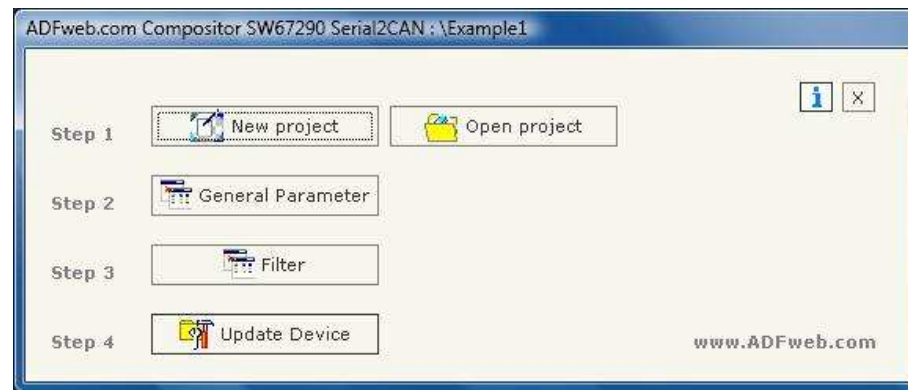 ADFweb.com Compositor SW67290 Serial2CAN : \Example1
i X
Step 1 New project Open project
Step 2 General Parameter
Step 3 Filter
Step 4 Update Device
www.ADFweb.com